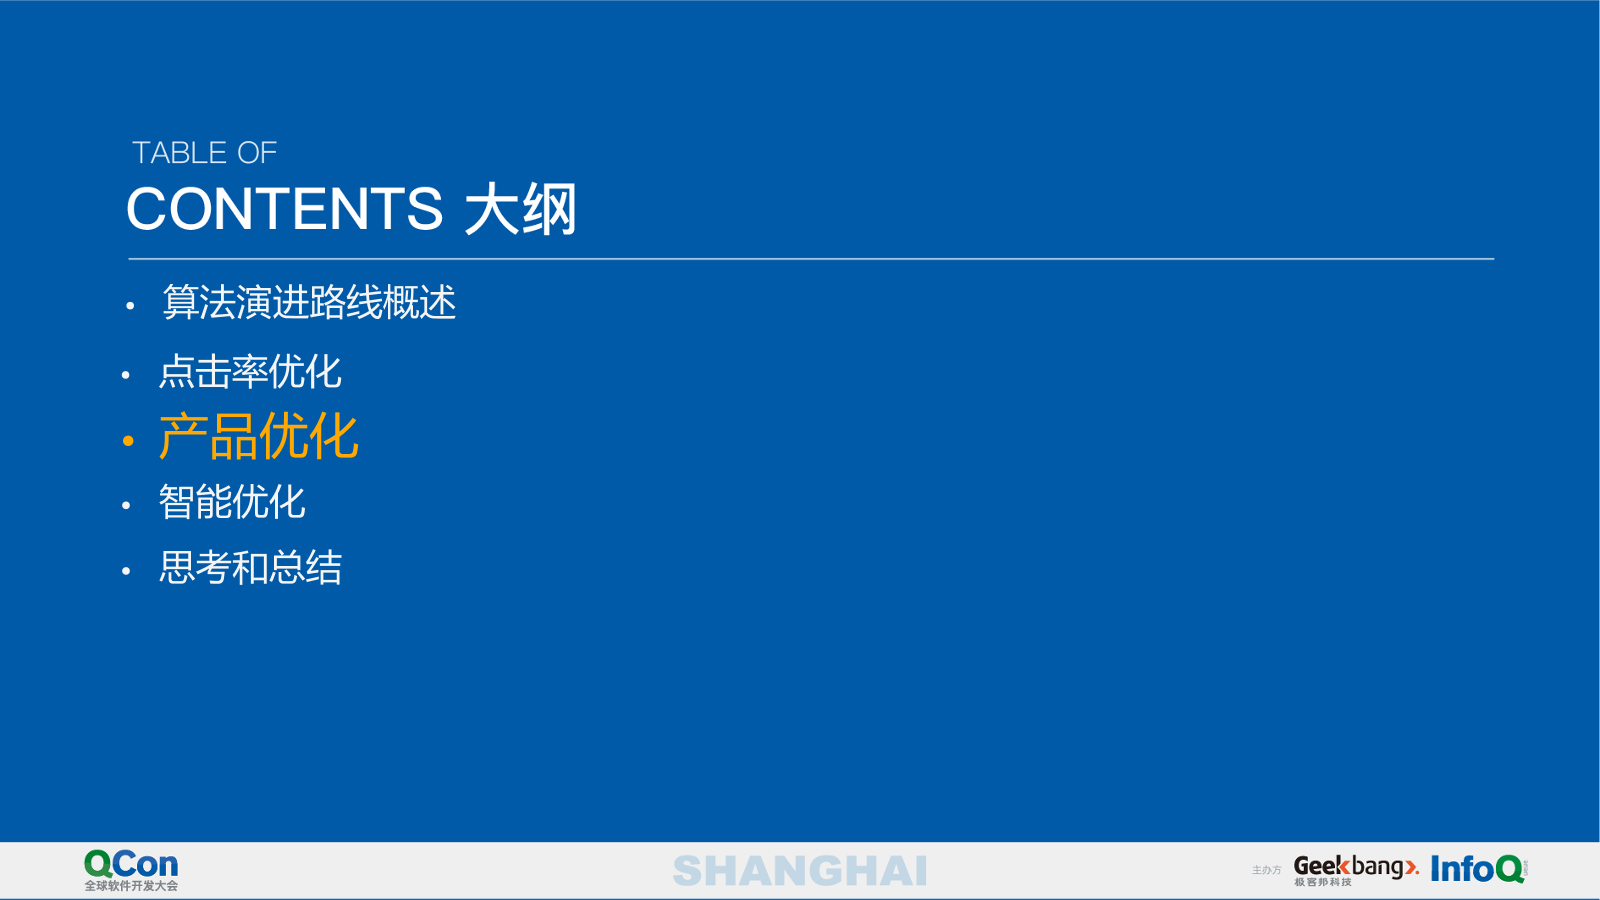 TABLE OF
CONTENTS 大纲
• 算法演进路线概述
• 点击率优化
• 产品优化
• 智能优化
• 思考和总结
QCon
全球软件开发大会
SHANGHAI
主办方
Geekbang
极客邦科技
InfoQ